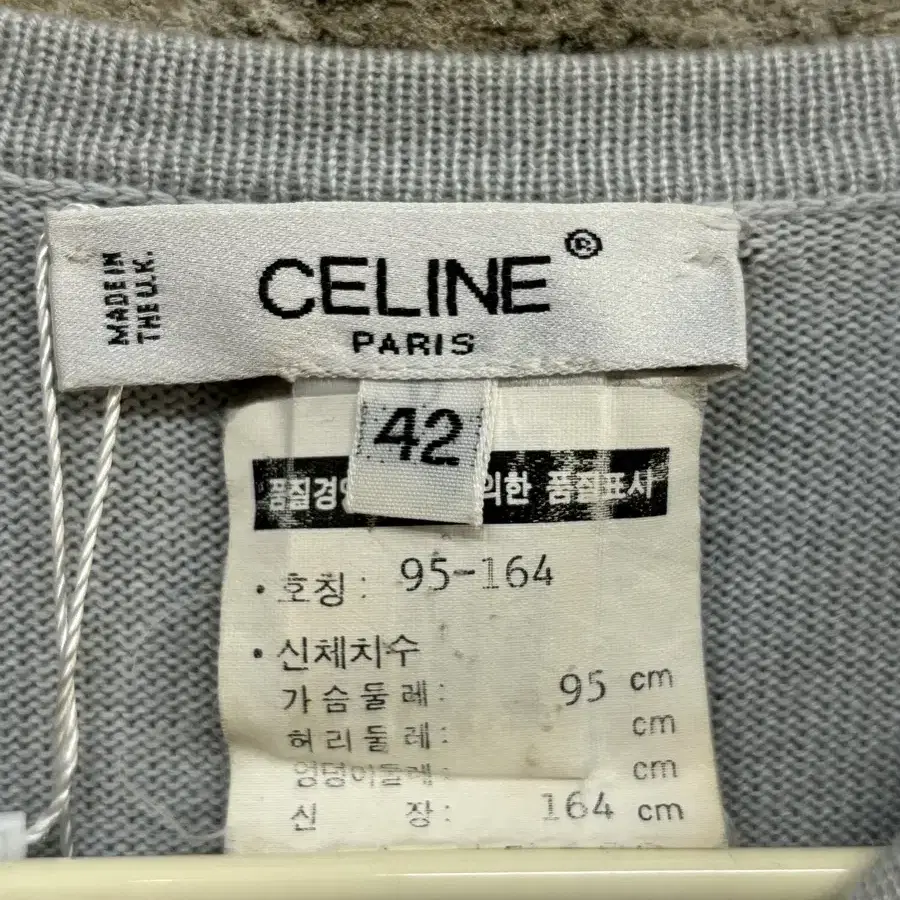 MADE IN
THE U.K.
CELINE®
PARIS
42
품질경 의한 품질표시
• 호칭 : 95-164
• 신체치수
가슴둘레 : 95 cm
허리둘레 : cm
엉덩이둘레 : cm
신 장 : 164 cm